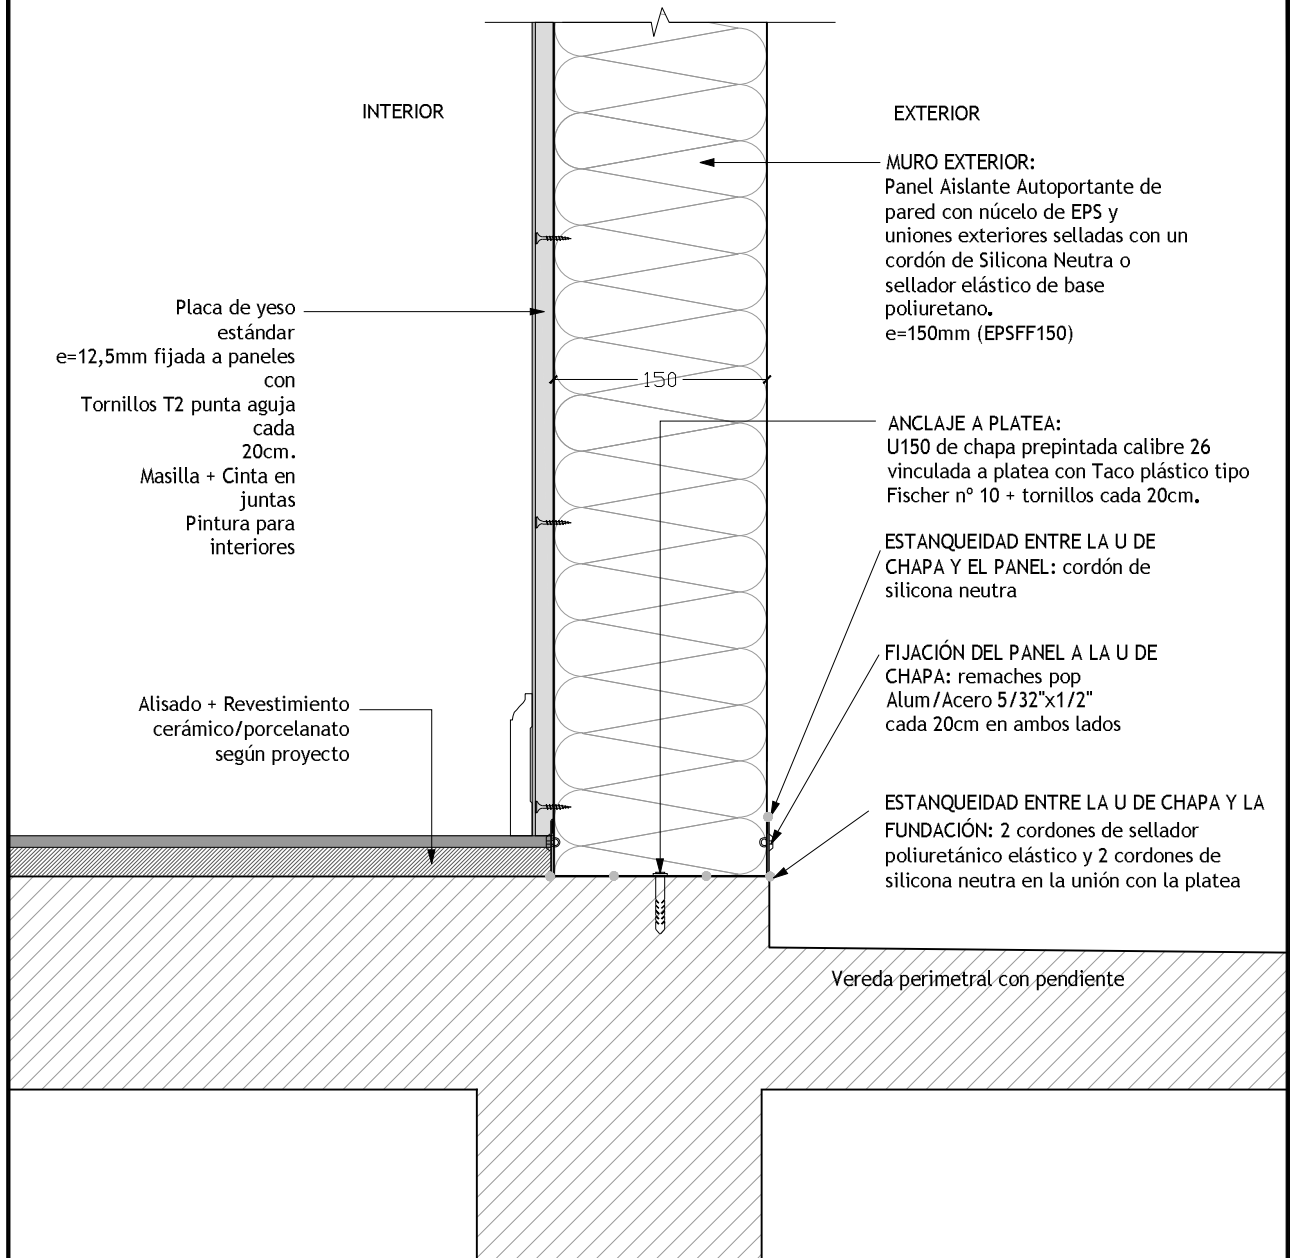 INTERIOR
EXTERIOR
MURO EXTERIOR:
Panel Aislante Autoportante de
pared con núcelo de EPS y
uniones exteriores selladas con un
cordón de Silicona Neutra o
sellador elástico de base
poliuretano.
e=150mm (EPSFF150)
Placa de yeso
estándar
e=12,5mm fijada a paneles
con
Tornillos T2 punta aguja
cada
20cm.
Masilla + Cinta en
juntas
Pintura para
interiores
150
ANCLAJE A PLATEA:
U150 de chapa prepintada calibre 26
vinculada a platea con Taco plástico tipo
Fischer nº 10 + tornillos cada 20cm.
ESTANQUEIDAD ENTRE LA U DE
CHAPA Y EL PANEL: cordón de
silicona neutra
FIJACIÓN DEL PANEL A LA U DE
CHAPA: remaches pop
Alum/Acero 5/32"x1/2"
cada 20cm en ambos lados
Alisado + Revestimiento
cerámico/porcelanato
según proyecto
ESTANQUEIDAD ENTRE LA U DE CHAPA Y LA
FUNDACIÓN: 2 cordones de sellador
poliuretánico elástico y 2 cordones de
silicona neutra en la unión con la platea
Vereda perimetral con pendiente